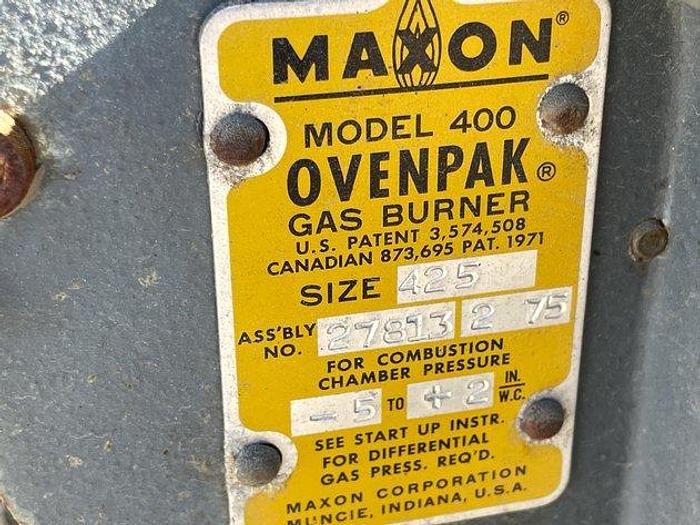 MAXON®
MODEL 400
OVENPAK®
GAS BURNER
U.S. PATENT 3,574,508
CANADIAN 873,695 PAT. 1971
SIZE 425
ASS'BLY NO. 27813 2 75
FOR COMBUSTION
CHAMBER PRESSURE
- 5 TO + 2 IN. W.C.
SEE START UP INSTR.
FOR DIFFERENTIAL
GAS PRESS. REQ'D.
MAXON CORPORATION
MUNCIE, INDIANA, U.S.A.